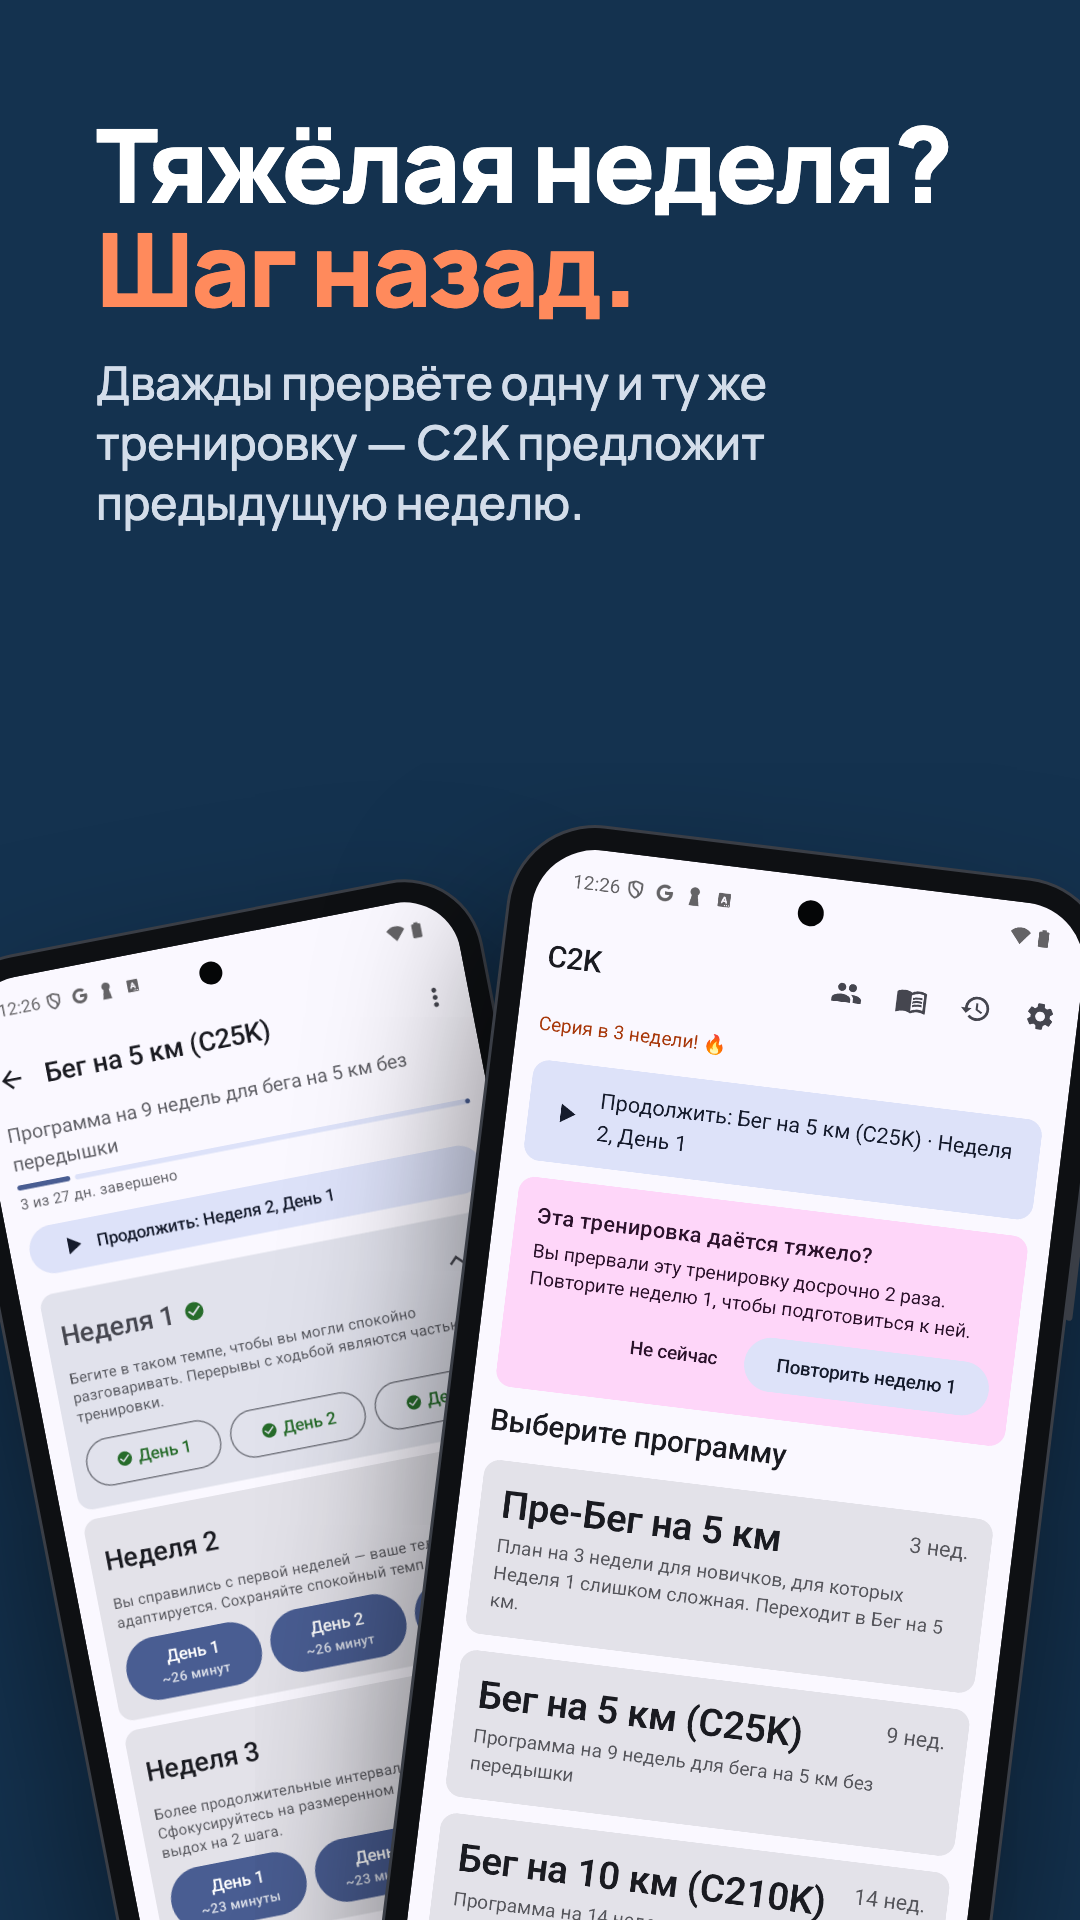 Тяжёлая неделя?
Шаг назад.
Дважды прервёте одну и ту же
тренировку — C2K предложит
предыдущую неделю.
12:26
Бег на 5 км (C25K)
Программа на 9 недель для бега на 5 км без
передышки
3 из 27 дн. завершено
Продолжить: Неделя 2, День 1
Неделя 1
Бегите в таком темпе, чтобы вы могли спокойно
разговаривать. Перерывы с ходьбой являются
тренировки.
День 1
День 2
Неделя 2
Вы справились с первой неделей — ваше
адаптируется. Сохраняйте спокойный темп
День 1
~26 минут
День 2
~26 минут
Неделя 3
Более продолжительные
Сфокусируйтесь на размеренном
выдох на 2 шага.
День 1
~23 минуты
~23
12:26
C2K
Серия в 3 недели! 🔥
Продолжить: Бег на 5 км (C25K) · Неделя
2, День 1
Эта тренировка даётся тяжело?
Вы прервали эту тренировку досрочно 2 раза.
Повторите неделю 1, чтобы подготовиться к ней.
Не сейчас
Повторить неделю 1
Выберите программу
Пре-Бег на 5 км
3 нед.
План на 3 недели для новичков, для которых
Неделя 1 слишком сложная. Переходит в Бег на 5
км.
Бег на 5 км (C25K)
9 нед.
Программа на 9 недель для бега на 5 км без
передышки
Бег на 10 км (C210K)
14 нед.
Программа на 14